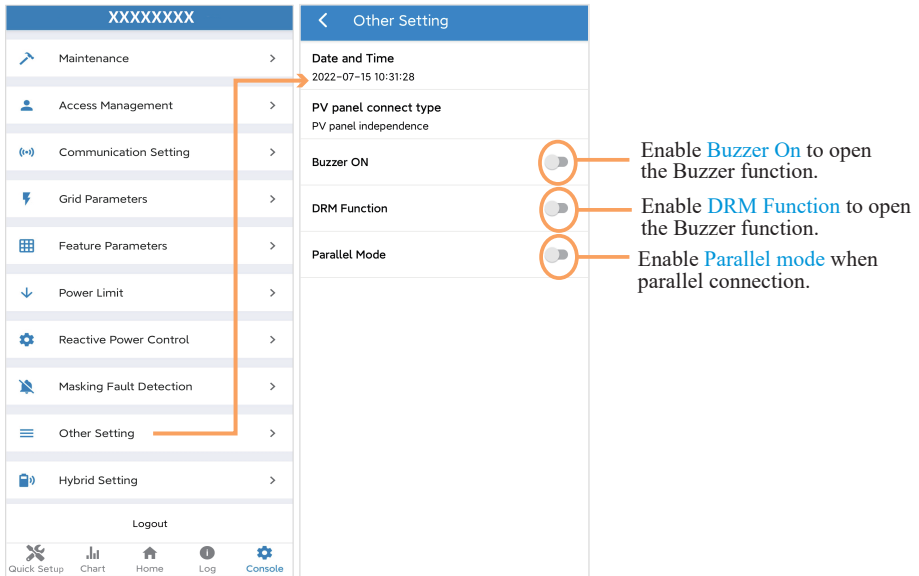 XXXXXXXX
Maintenance
Access Management
Communication Setting
Grid Parameters
Feature Parameters
Power Limit
Reactive Power Control
Masking Fault Detection
Other Setting
Hybrid Setting
Logout
Quick Setup
Chart
Home
Log
Console
Other Setting
Date and Time
2022-07-15 10:31:28
PV panel connect type
PV panel independence
Buzzer ON
DRM Function
Parallel Mode
Enable Buzzer On to open
the Buzzer function.
Enable DRM Function to open
the Buzzer function.
Enable Parallel mode when
parallel connection.